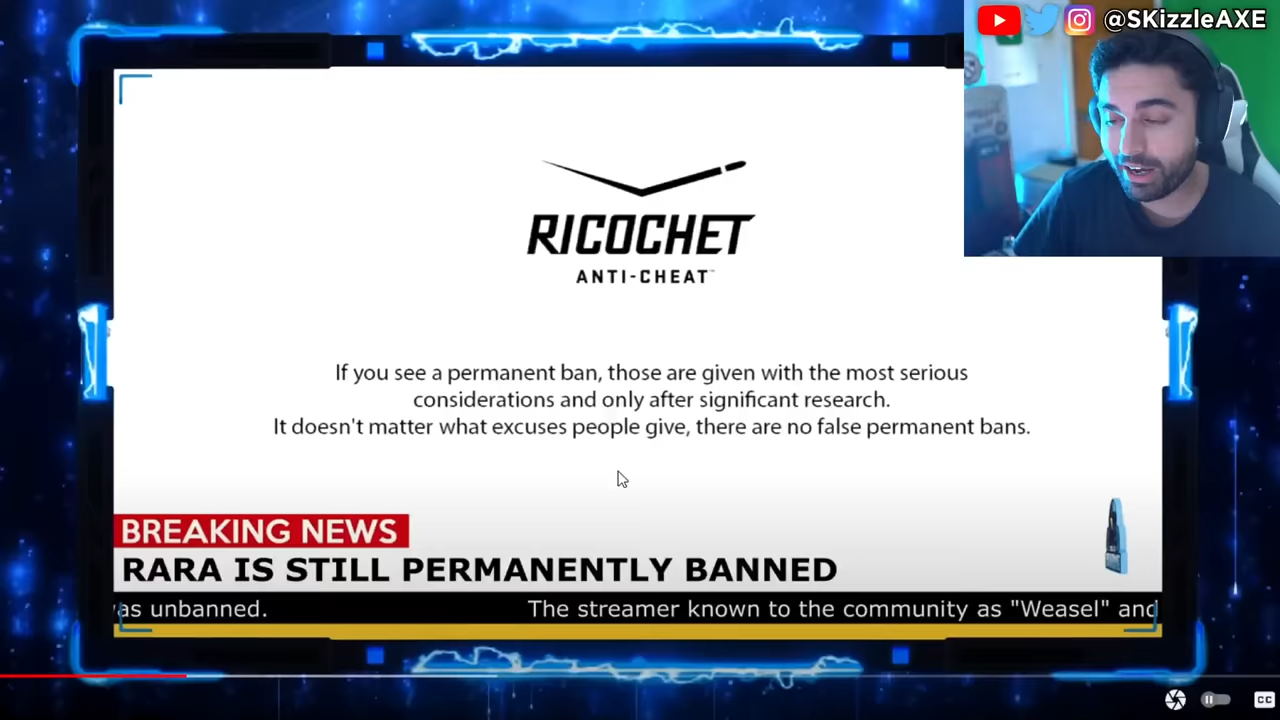 @SKizzleAXE
RICOCHET
ANTI-CHEAT™
If you see a permanent ban, those are given with the most serious
considerations and only after significant research.
It doesn't matter what excuses people give, there are no false permanent bans.
BREAKING NEWS
RARA IS STILL PERMANENTLY BANNED
as unbanned. The streamer known to the community as "Weasel" and
CC